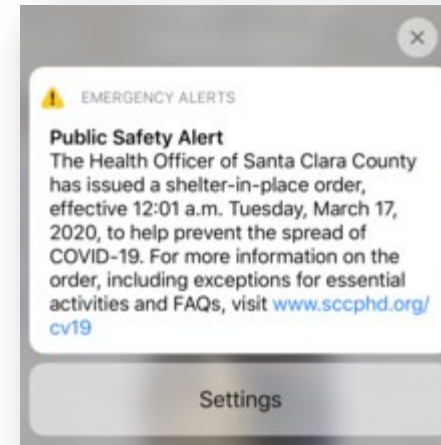 EMERGENCY ALERTS
Public Safety Alert
The Health Officer of Santa Clara County
has issued a shelter-in-place order,
effective 12:01 a.m. Tuesday, March 17,
2020, to help prevent the spread of
COVID-19. For more information on the
order, including exceptions for essential
activities and FAQs, visit www.sccphd.org/
cv19
Settings